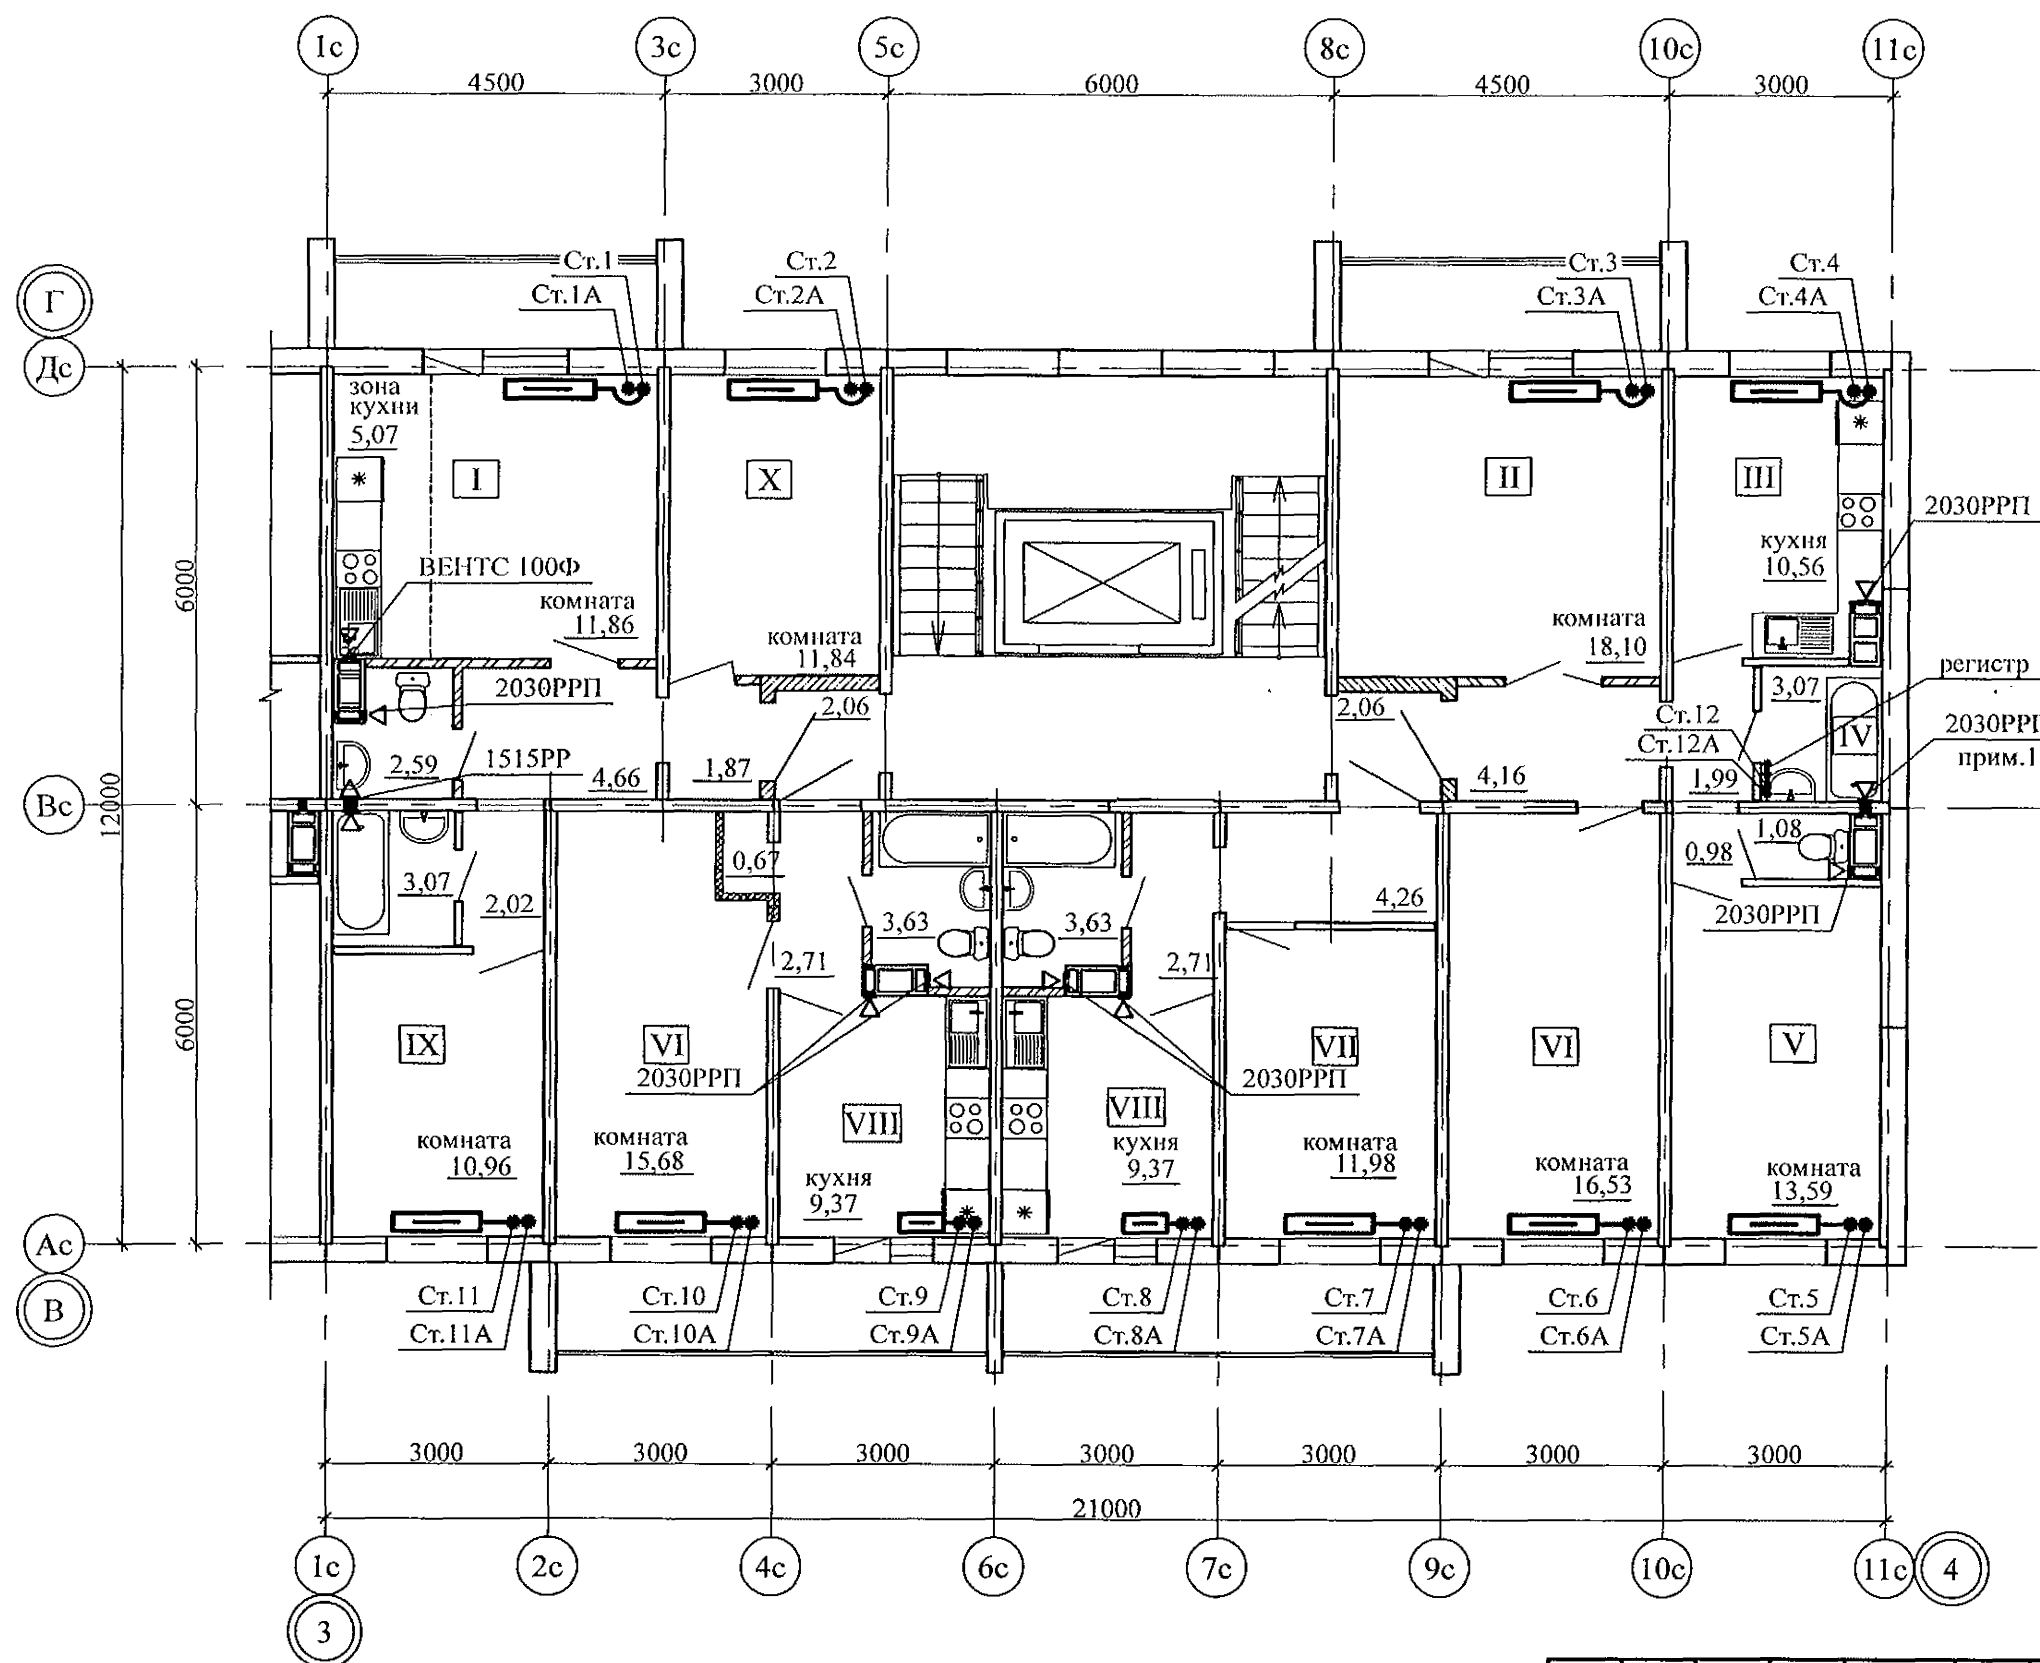 1с 3с 5с 8с 10с 11с
4500 3000 6000 4500 3000
Ст.1 Ст.2 Ст.3 Ст.4
Ст.1А Ст.2А Ст.3А Ст.4А
Г
Дс
зона
кухни
5,07
I X II III
2030РРП
кухня
10,56
ВЕНТС 100Ф
6000
комната
11,86
комната
11,84
комната
18,10
регистр
2030РРП
3,07
2,06 2,06
Ст.12
Ст.12А
IV
2030РРП
прим.1
2,59
1515РР
4,66 1,87 4,16 1,99
Вс
12000
1,08
0,67
0,98
3,07
2,02
4,26
2030РРП
3,63 3,63
2,71 2,71
6000
IX VI VII VI V
2030РРП 2030РРП
VIII VIII
комната
10,96
комната
15,68
кухня
9,37
кухня
9,37
комната
11,98
комната
16,53
комната
13,59
Ас
В
Ст.11 Ст.10 Ст.9 Ст.8 Ст.7 Ст.6 Ст.5
Ст.11А Ст.10А Ст.9А Ст.8А Ст.7А Ст.6А Ст.5А
3000 3000 3000 3000 3000 3000 3000
21000
1с 2с 4с 6с 7с 9с 10с 11с 4
3